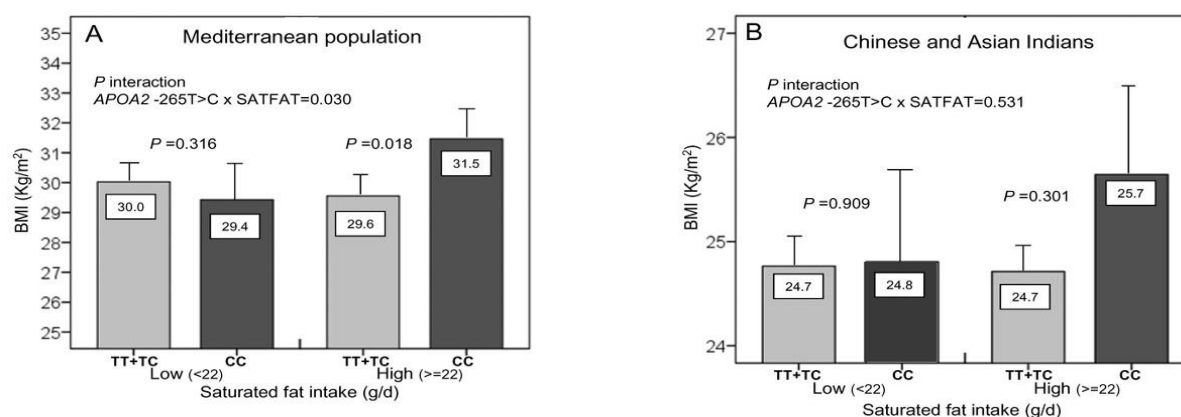 A
Mediterranean population
P interaction
APOA2 -265T>C x SATFAT=0.030
P =0.316
P =0.018
BMI (Kg/m²)
35
34
33
32
31
30
29
28
27
26
25
30.0
29.4
29.6
31.5
TT+TC CC TT+TC CC
Low (<22) High (>=22)
Saturated fat intake (g/d)
B
Chinese and Asian Indians
P interaction
APOA2 -265T>C x SATFAT=0.531
P =0.909
P =0.301
BMI (Kg/m²)
27
26
25
24
24.7
24.8
24.7
25.7
TT+TC CC TT+TC CC
Low (<22) High (>=22)
Saturated fat intake (g/d)